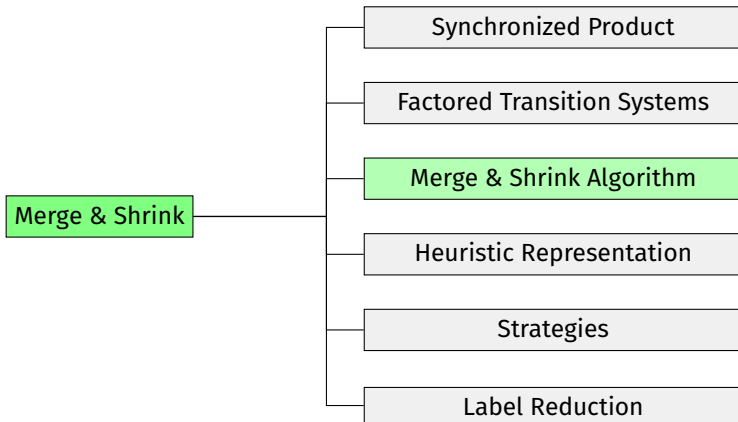 Synchronized Product
Factored Transition Systems
Merge & Shrink Algorithm
Merge & Shrink
Heuristic Representation
Strategies
Label Reduction